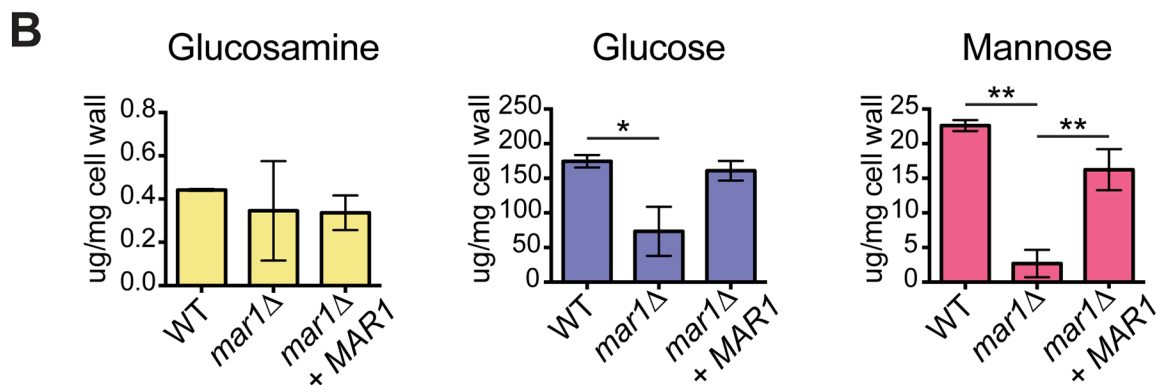 B
Glucosamine
ug/mg cell wall
0.8
0.6
0.4
0.2
0.0
WT
mar1Δ
mar1Δ
+ MAR1
Glucose
ug/mg cell wall
250
200
150
100
50
0
*
WT
mar1Δ
mar1Δ
+ MAR1
Mannose
ug/mg cell wall
25
20
15
10
5
0
**
**
WT
mar1Δ
mar1Δ
+ MAR1